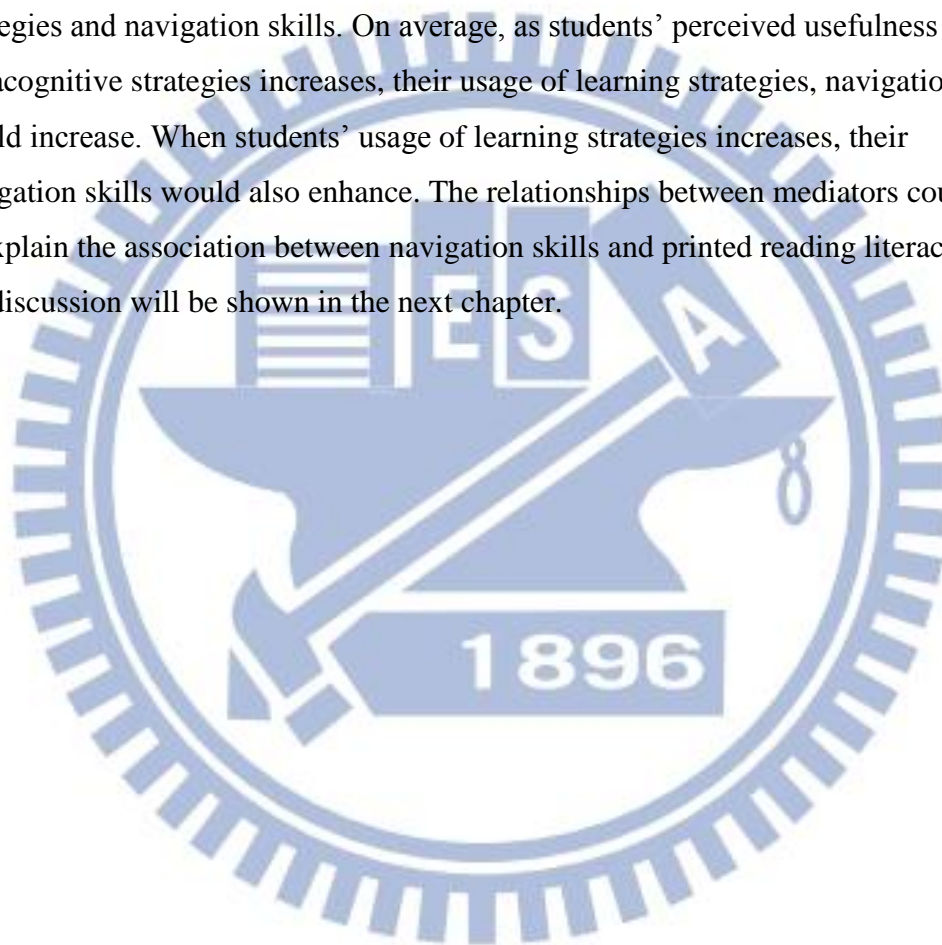 egies and navigation skills. On average, as students’ perceived usefulness
acognitive strategies increases, their usage of learning strategies, navigatio
ld increase. When students’ usage of learning strategies increases, their
gation skills would also enhance. The relationships between mediators cou
xplain the association between navigation skills and printed reading literac
discussion will be shown in the next chapter.
E S A
1896